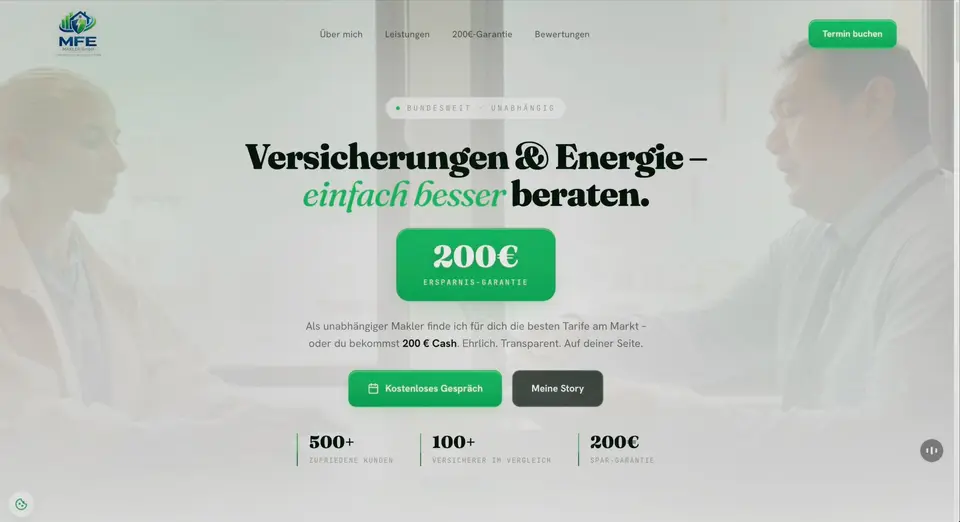 MFE
Über mich
Leistungen
200€-Garantie
Bewertungen
Termin buchen
BUNDESWEIT · UNABHÄNGIG
Versicherungen & Energie –
einfach besser beraten.
200€
ERSPARNIS-GARANTIE
Als unabhängiger Makler finde ich für dich die besten Tarife am Markt –
oder du bekommst 200 € Cash. Ehrlich. Transparent. Auf deiner Seite.
Kostenloses Gespräch
Meine Story
500+
ZUFRIEDENE KUNDEN
100+
VERSICHERER IM VERGLEICH
200€
SPAR-GARANTIE